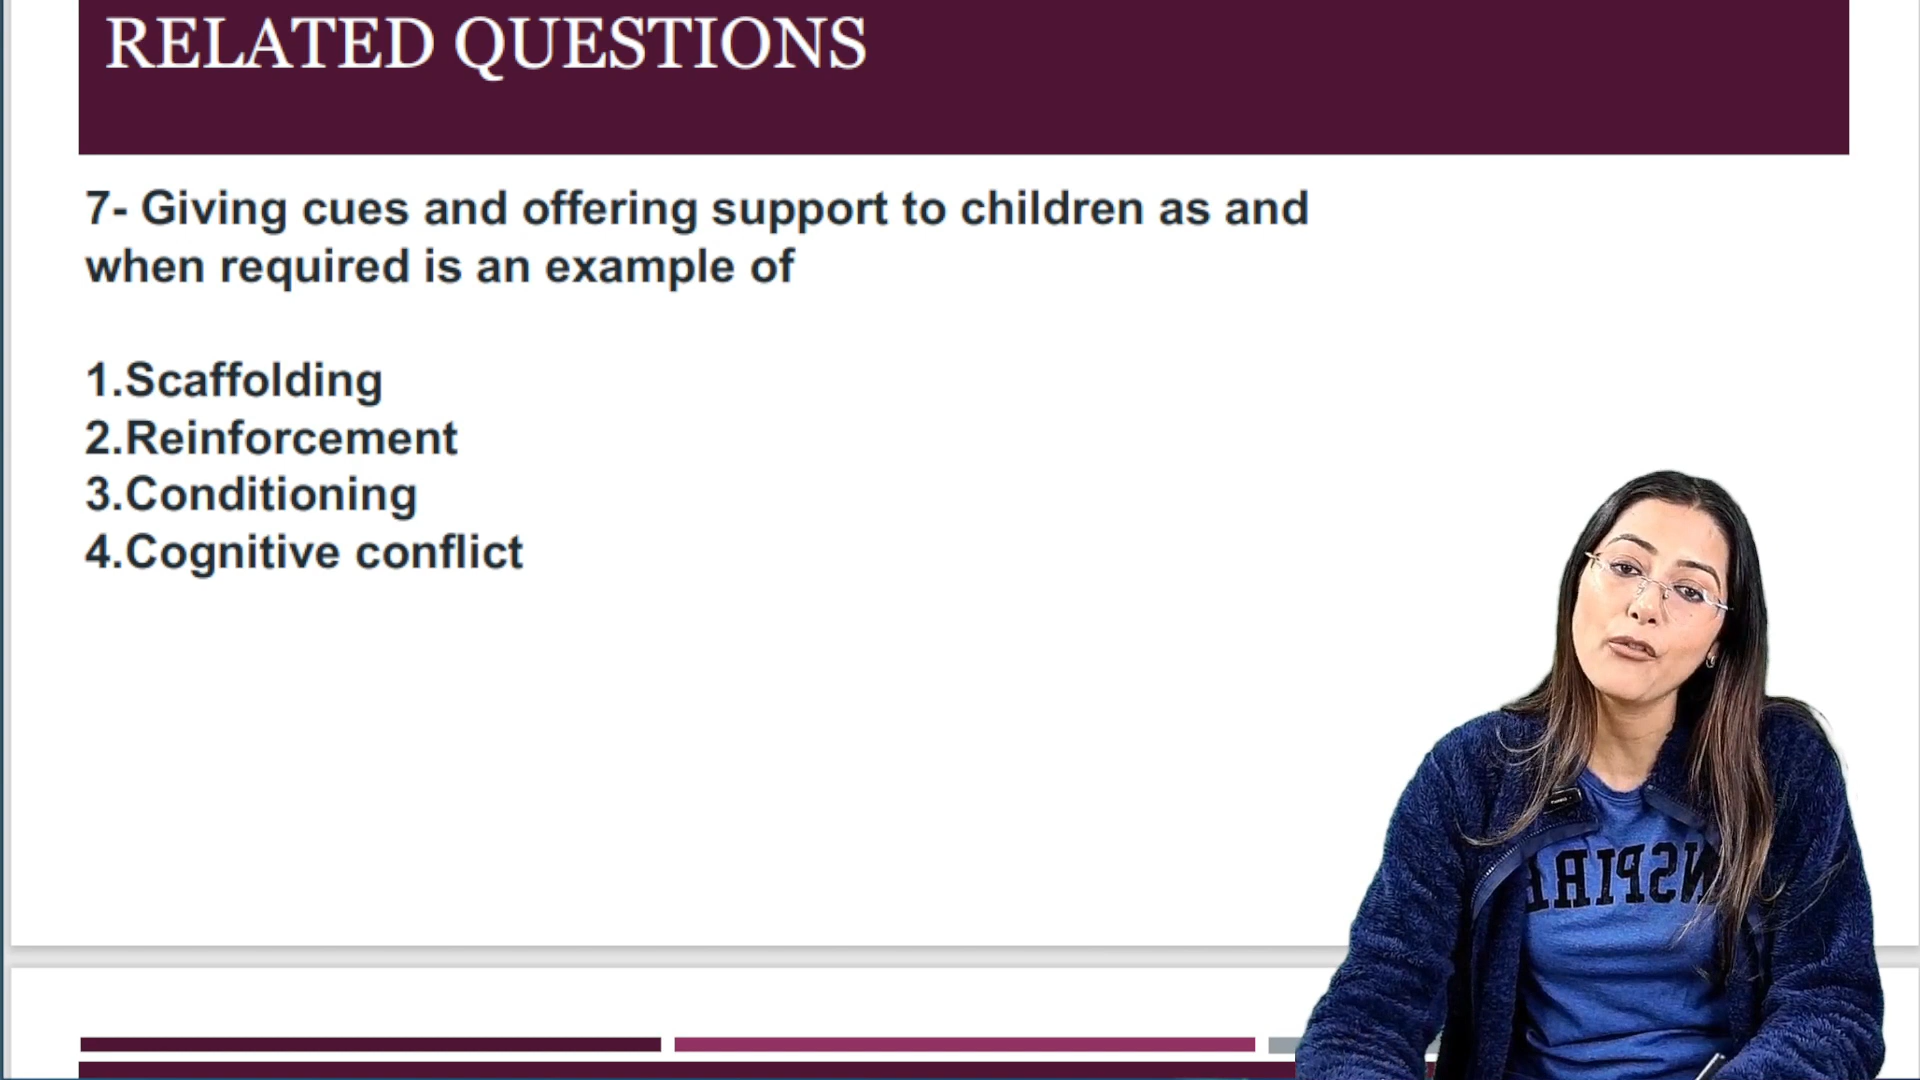 RELATED QUESTIONS
7- Giving cues and offering support to children as and
when required is an example of
1.Scaffolding
2.Reinforcement
3.Conditioning
4.Cognitive conflict